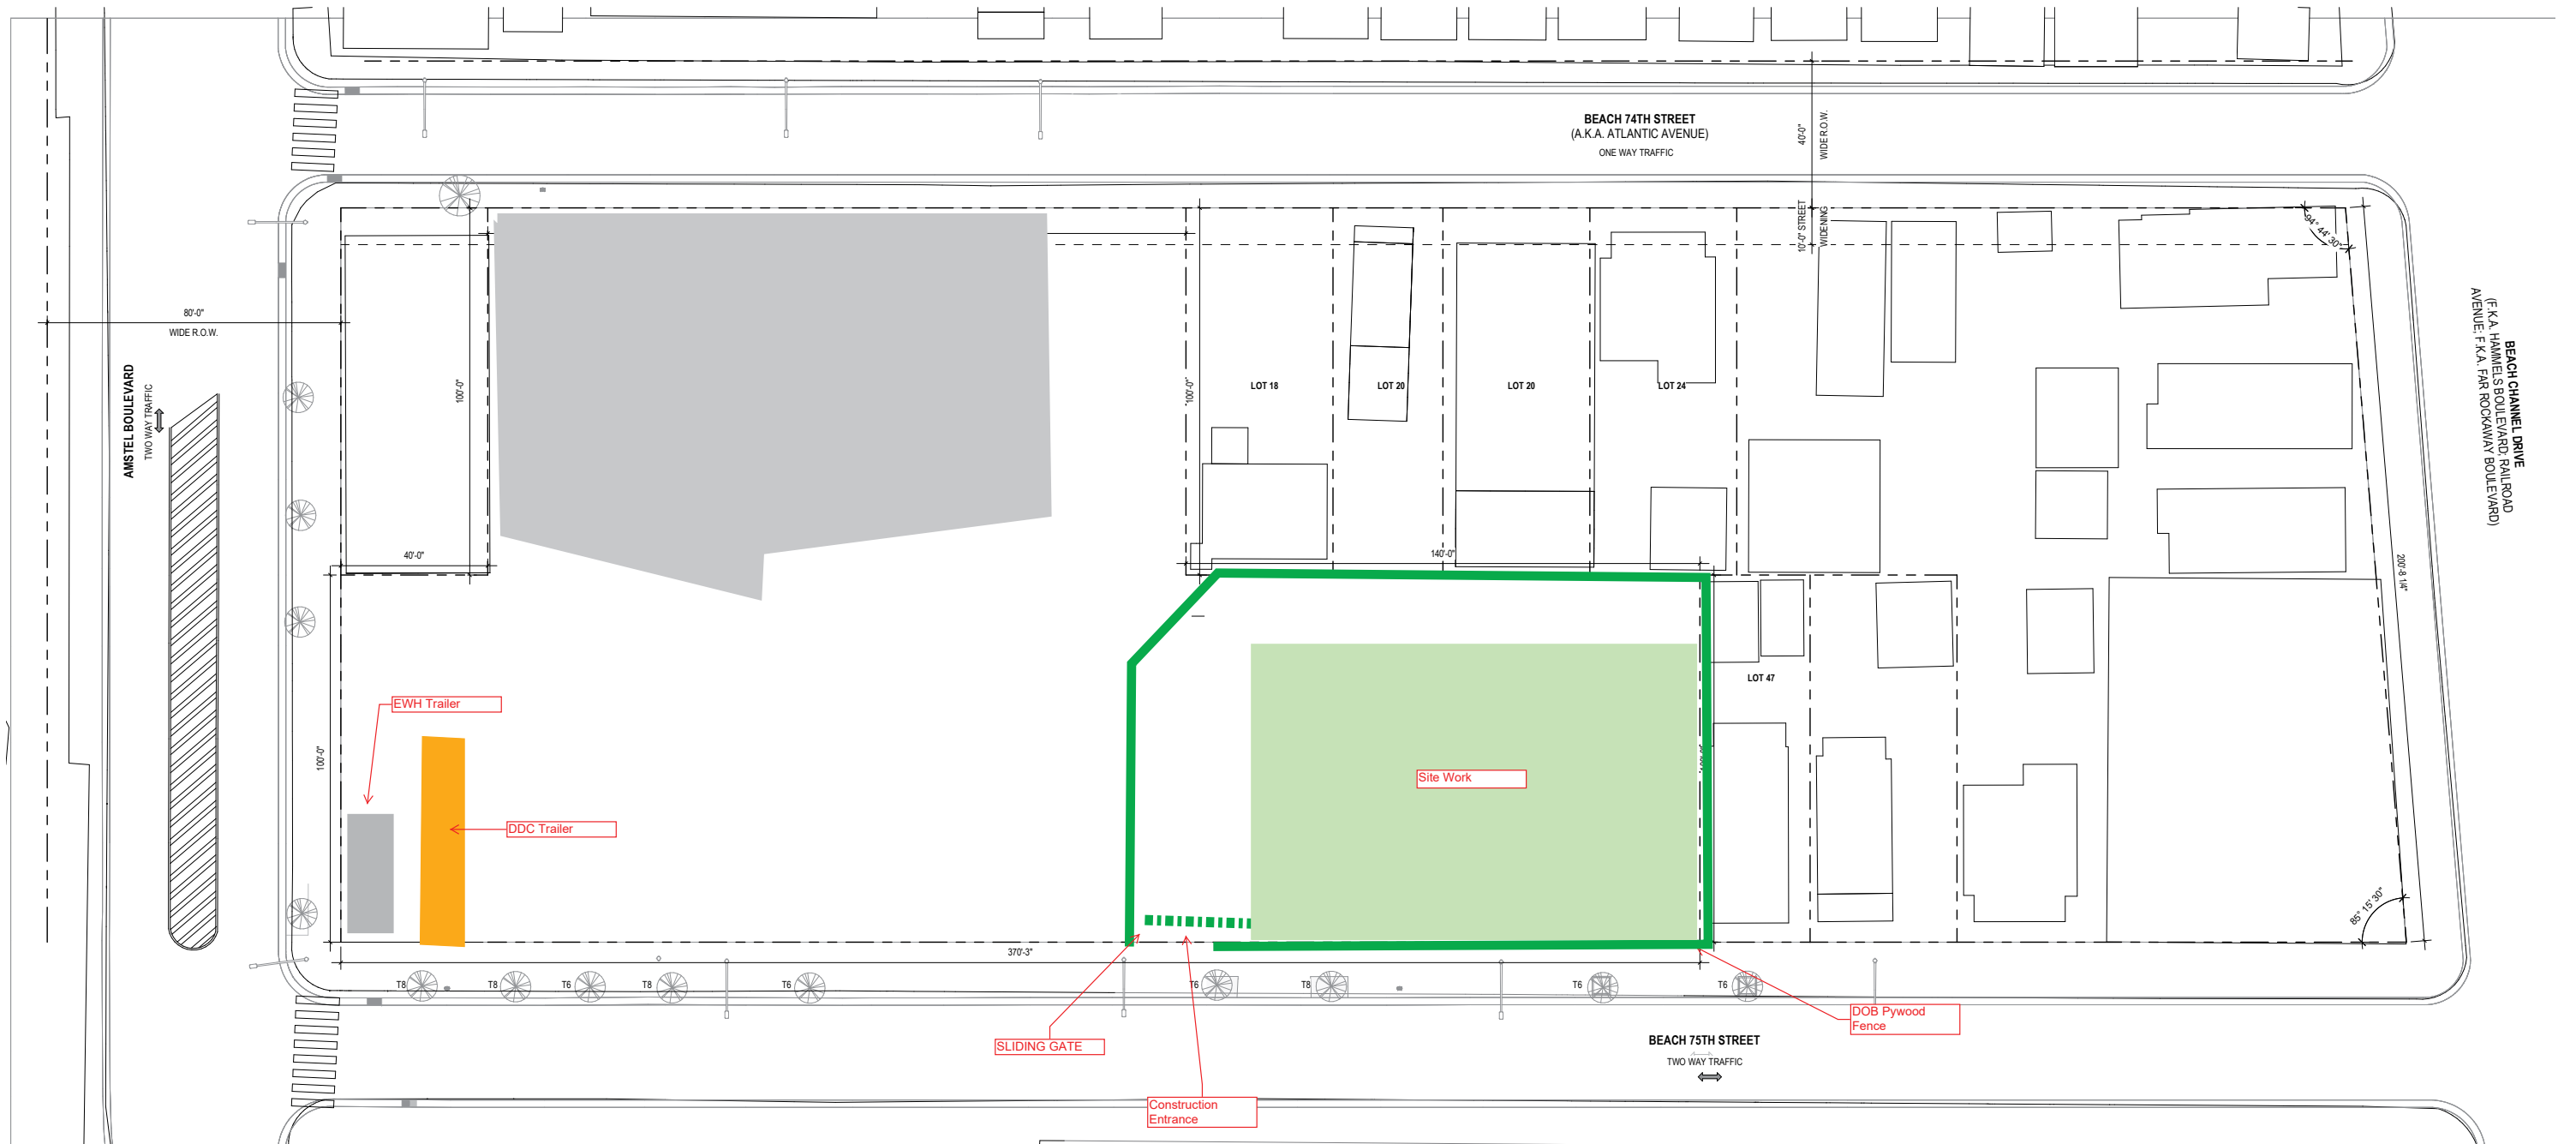 BEACH 74TH STREET
(A.K.A. ATLANTIC AVENUE)
ONE WAY TRAFFIC
40'-0"
WIDE R.O.W.
10'-0" STREET
WIDENING
94° 44' 30"
80'-0"
WIDE R.O.W.
AMSTEL BOULEVARD
TWO WAY TRAFFIC
100'-0"
100'-0"
LOT 18
LOT 20
LOT 20
LOT 24
BEACH CHANNEL DRIVE
(F.K.A. HAMMELS BOULEVARD; RAILROAD
AVENUE; F.K.A. FAR ROCKAWAY BOULEVARD)
40'-0"
140'-0"
200'-8 1/4"
LOT 47
EWH Trailer
100'-0"
Site Work
DDC Trailer
85° 15' 30"
370'-3"
T8
T8
T6
T8
T6
T6
T8
T6
T6
SLIDING GATE
DOB Pywood
Fence
BEACH 75TH STREET
TWO WAY TRAFFIC
Construction
Entrance